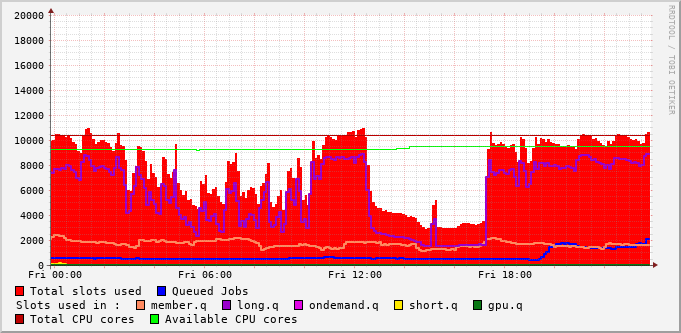 20000
18000
16000
14000
12000
10000
8000
6000
4000
2000
0
Fri 00:00 Fri 06:00 Fri 12:00 Fri 18:00
Total slots used Queued Jobs
Slots used in : member.q long.q ondemand.q short.q gpu.q
Total CPU cores Available CPU cores
RRDTOOL / TOBI OETIKER